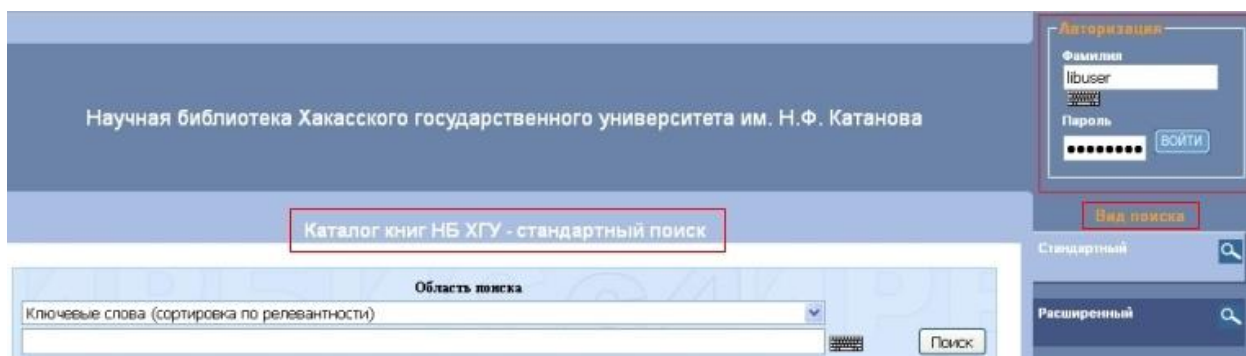 Авторизация
Фамилия
libuser
Пароль
ВОЙТИ
Научная библиотека Хакасского государственного университета им. Н.Ф. Катанова
Каталог книг НБ ХГУ - стандартный поиск
Вид поиска
Стандартный
Расширенный
Область поиска
Ключевые слова (сортировка по релевантности)
Поиск